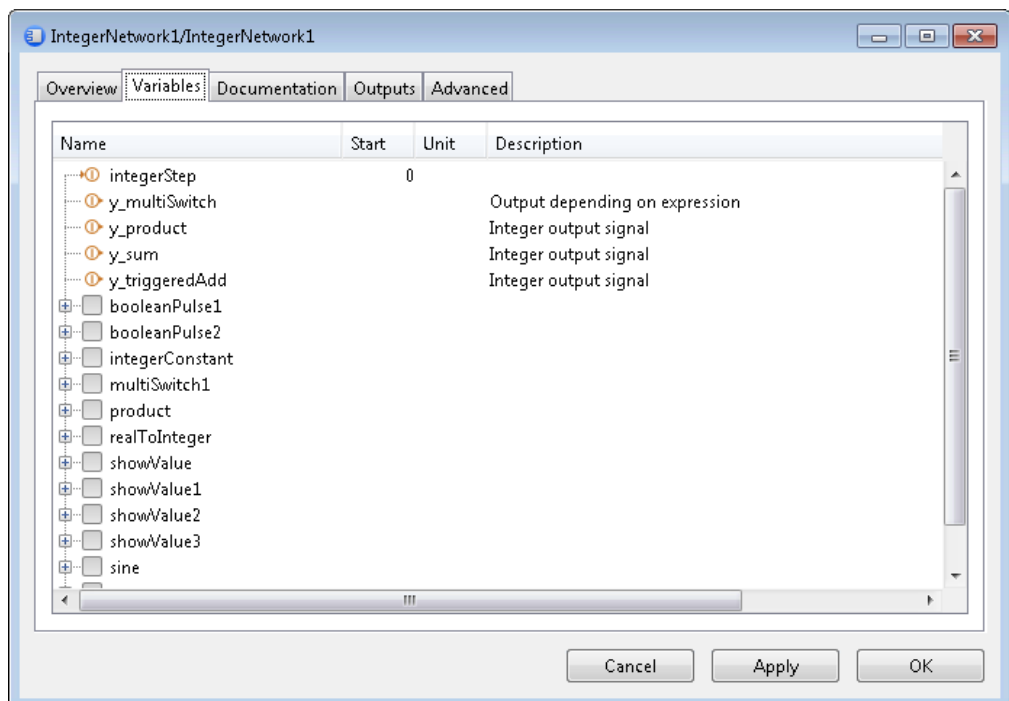 IntegerNetwork1/IntegerNetwork1
Overview Variables Documentation Outputs Advanced
Name Start Unit Description
integerStep 0
y_multiSwitch Output depending on expression
y_product Integer output signal
y_sum Integer output signal
y_triggeredAdd Integer output signal
booleanPulse1
booleanPulse2
integerConstant
multiSwitch1
product
realToInteger
showValue
showValue1
showValue2
showValue3
sine
Cancel Apply OK